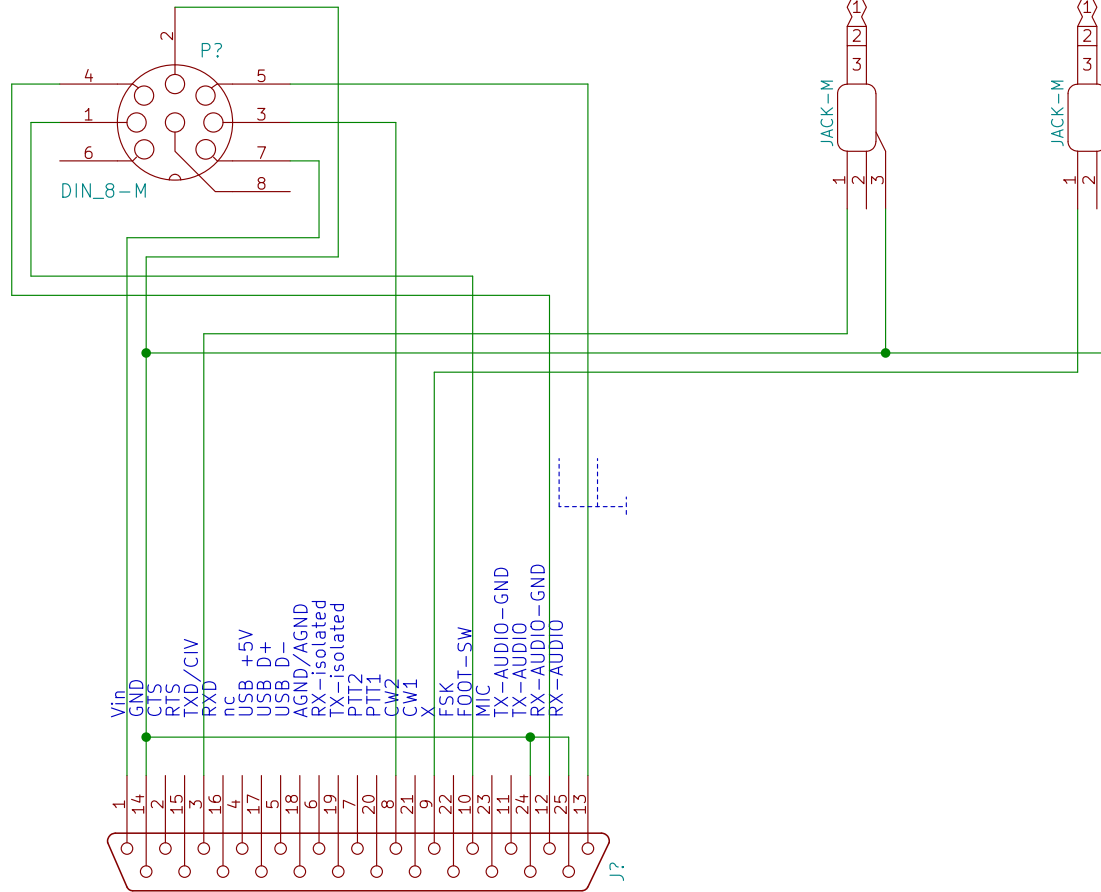 1
1
2
2
3
3
2
P?
4
5
1
3
6
7
8
DIN_8-M
JACK-M
JACK-M
1
2
3
1
2
Vin
GND
CTS
RTS
TXD/CIV
RXD
nc
USB +5V
USB D+
USB D-
AGND/AGND
RX-isolated
TX-isolated
PTT2
PTT1
CW2
CW1
X
FSK
FOOT-SW
MIC
TX-AUDIO-GND
TX-AUDIO
RX-AUDIO-GND
RX-AUDIO
1
14
2
15
3
16
4
17
5
18
6
19
7
20
8
21
9
22
10
23
11
24
12
25
13
J?